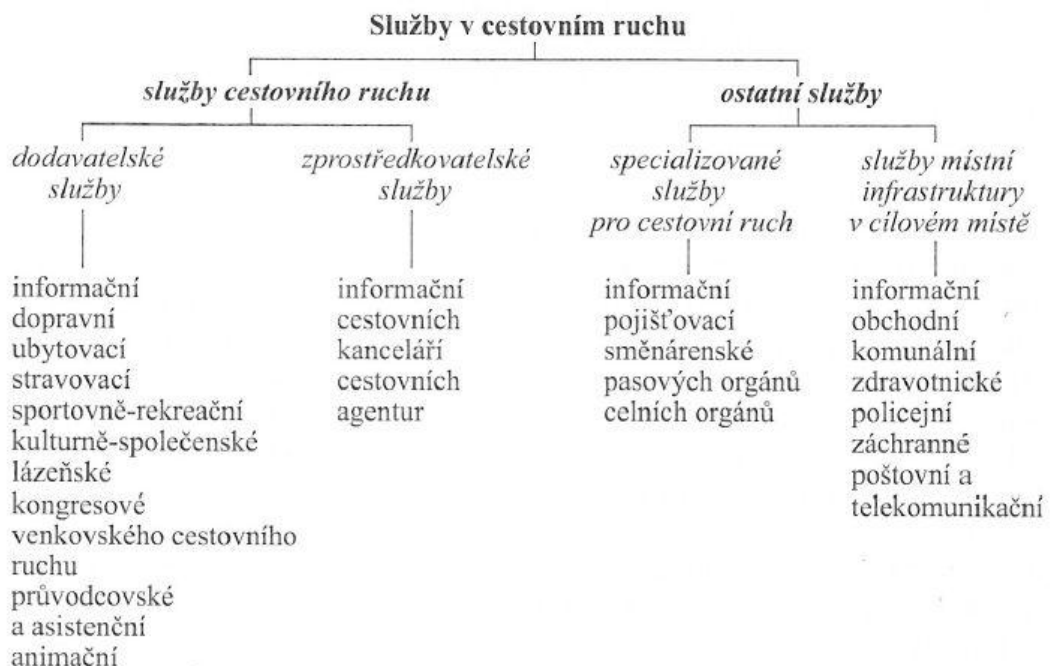 Služby v cestovním ruchu
služby cestovního ruchu
ostatní služby
dodavatelské
služby
zprostředkovatelské
služby
specializované
služby
pro cestovní ruch
služby místní
infrastruktury
v cílovém místě
informační
dopravní
ubytovací
stravovací
sportovně-rekreační
kulturně-společenské
lázeňské
kongresové
venkovského cestovního
ruchu
průvodcovské
a asistenční
animační
informační
cestovních
kanceláří
cestovních
agentur
informační
pojišťovací
směnárenské
pasových orgánů
celních orgánů
informační
obchodní
komunální
zdravotnické
policejní
záchranné
poštovní a
telekomunikační